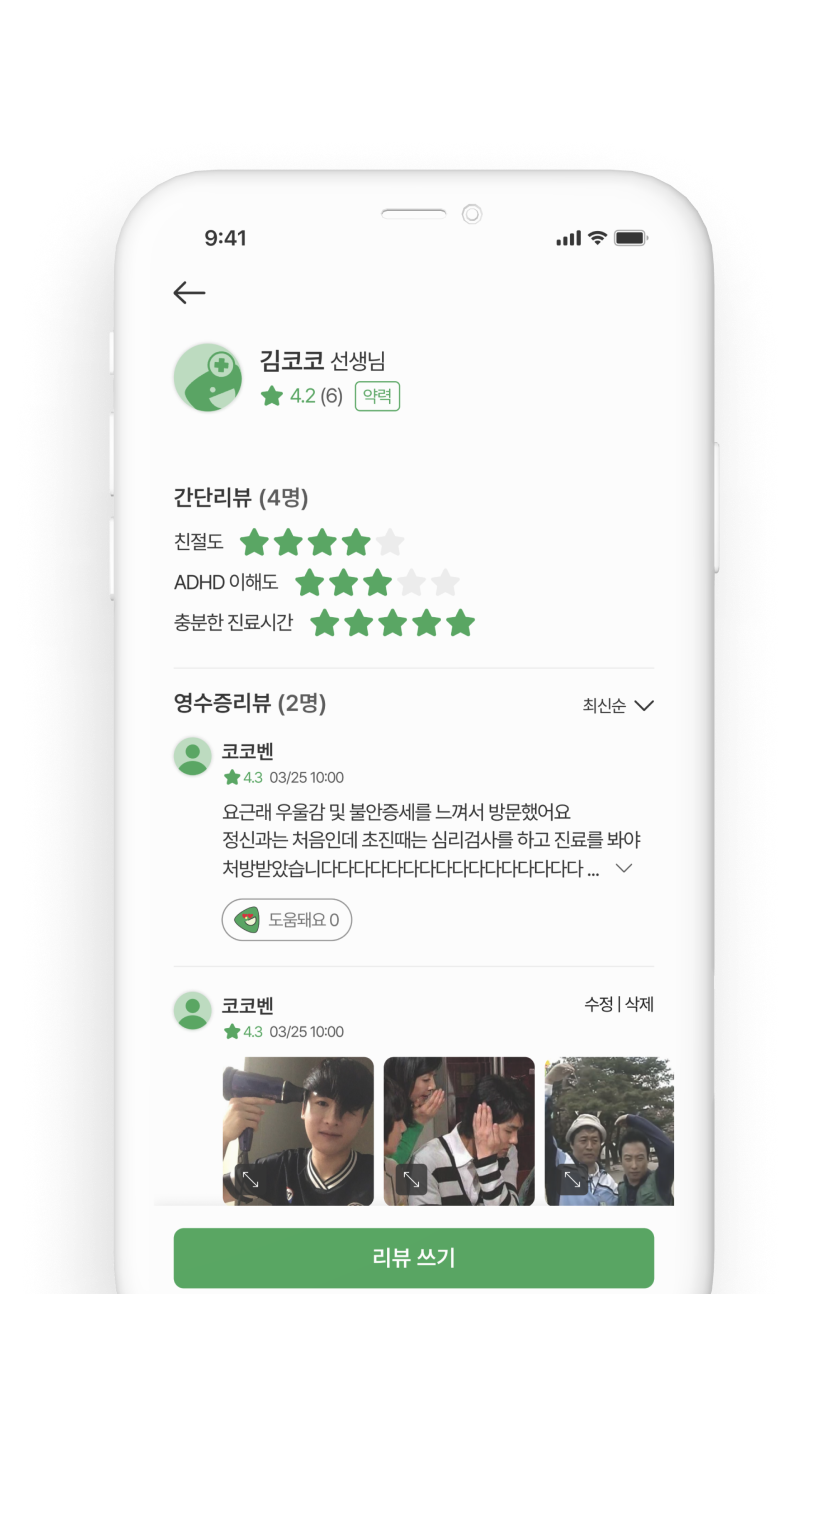 9:41
김코코 선생님
4.2 (6) 약력
간단리뷰 (4명)
친절도
ADHD 이해도
충분한 진료시간
영수증리뷰 (2명)
최신순
코코벤
4.3 03/25 10:00
요근래 우울감 및 불안증세를 느껴서 방문했어요
정신과는 처음인데 초진때는 심리검사를 하고 진료를 봐야
처방받았습니다다다다다다다다다다다다다다다다 ...
도움돼요 0
코코벤
수정 | 삭제
4.3 03/25 10:00
리뷰 쓰기